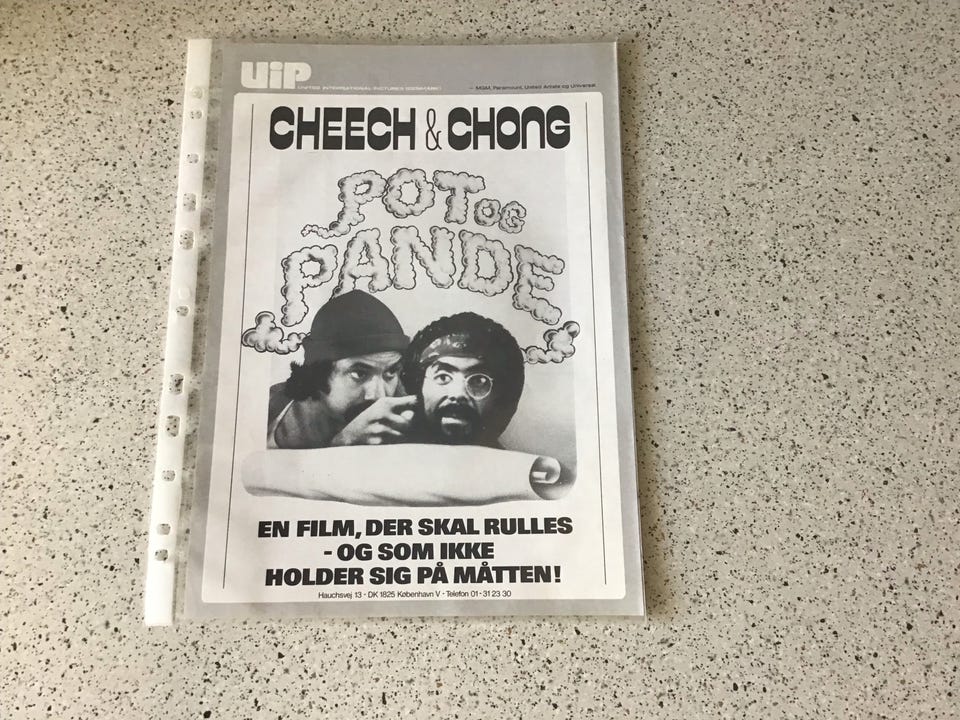 UiP
UNITED INTERNATIONAL PICTURES (DENMARK)
— MGM, Paramount, United Artists og Universal
CHEECH & CHONG
POT OG
PANDE
EN FILM, DER SKAL RULLES
- OG SOM IKKE
HOLDER SIG PÅ MÅTTEN!
Hauchsvej 13 · DK 1825 København V · Telefon 01 - 31 23 30